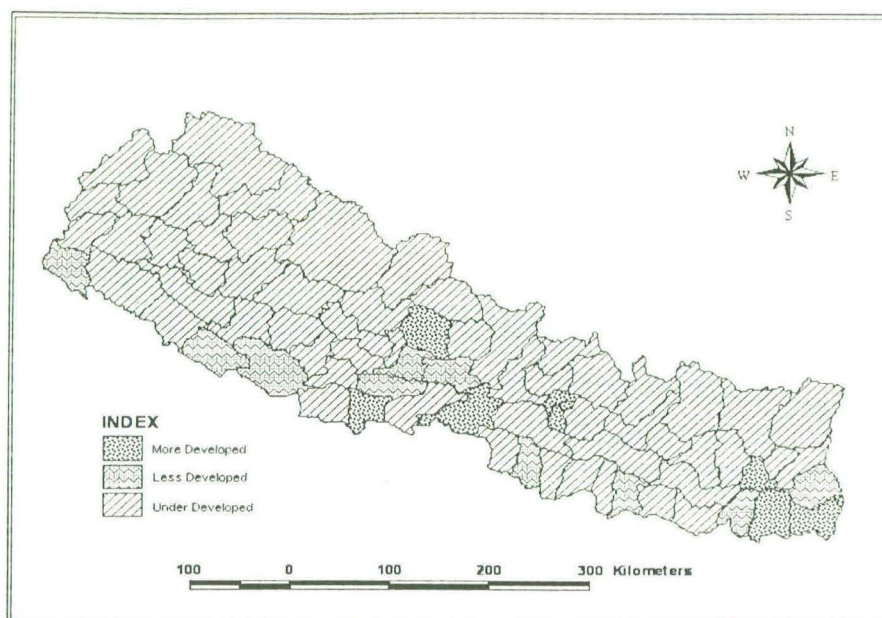 N
W E
S
INDEX
More Developed
Less Developed
Under Developed
100 0 100 200 300 Kilometers